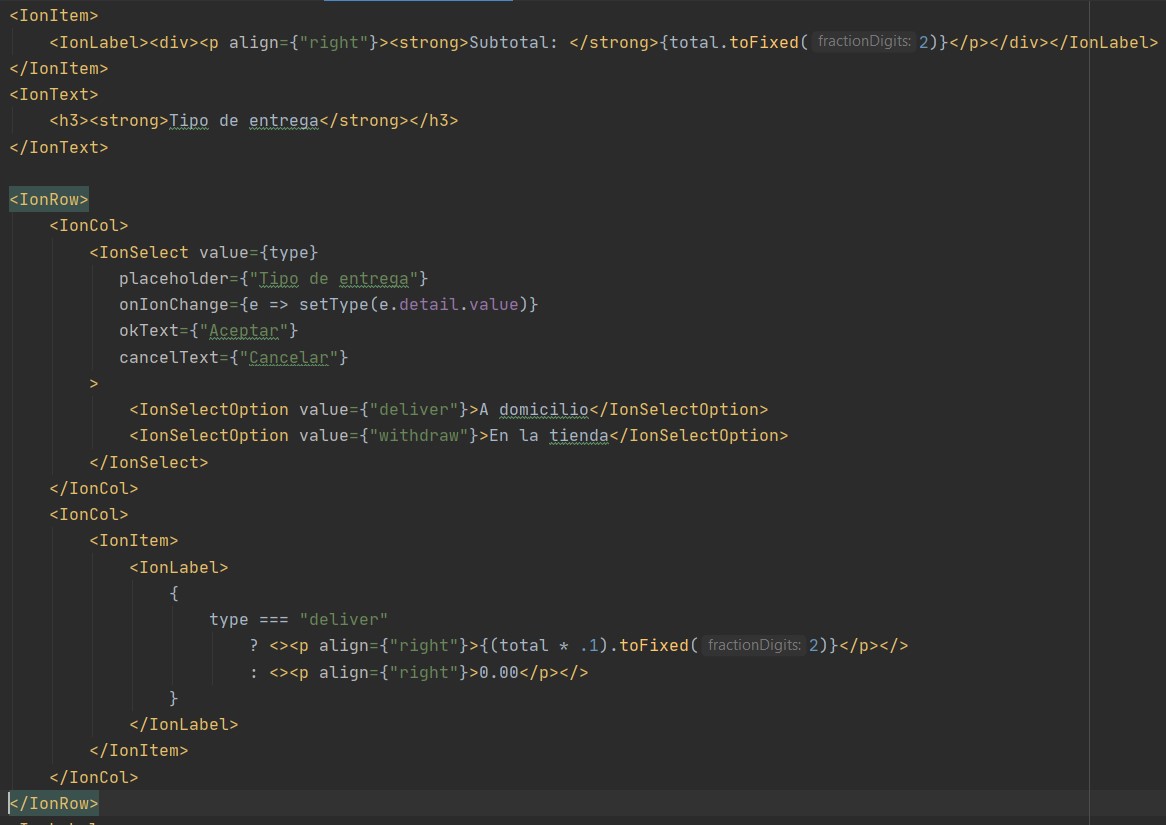 <IonItem>
    <IonLabel><div><p align={"right"}><strong>Subtotal: </strong>{total.toFixed( fractionDigits: 2)}</p></div></IonLabel>
</IonItem>
<IonText>
    <h3><strong>Tipo de entrega</strong></h3>
</IonText>
<IonRow>
    <IonCol>
        <IonSelect value={type}
           placeholder={"Tipo de entrega"}
           onIonChange={e => setType(e.detail.value)}
           okText={"Aceptar"}
           cancelText={"Cancelar"}
        >
            <IonSelectOption value={"deliver"}>A domicilio</IonSelectOption>
            <IonSelectOption value={"withdraw"}>En la tienda</IonSelectOption>
        </IonSelect>
    </IonCol>
    <IonCol>
        <IonItem>
            <IonLabel>
                {
                    type === "deliver"
                        ? <><p align={"right"}>{(total * .1).toFixed( fractionDigits: 2)}</p></>
                        : <><p align={"right"}>0.00</p></>
                }
            </IonLabel>
        </IonItem>
    </IonCol>
</IonRow>